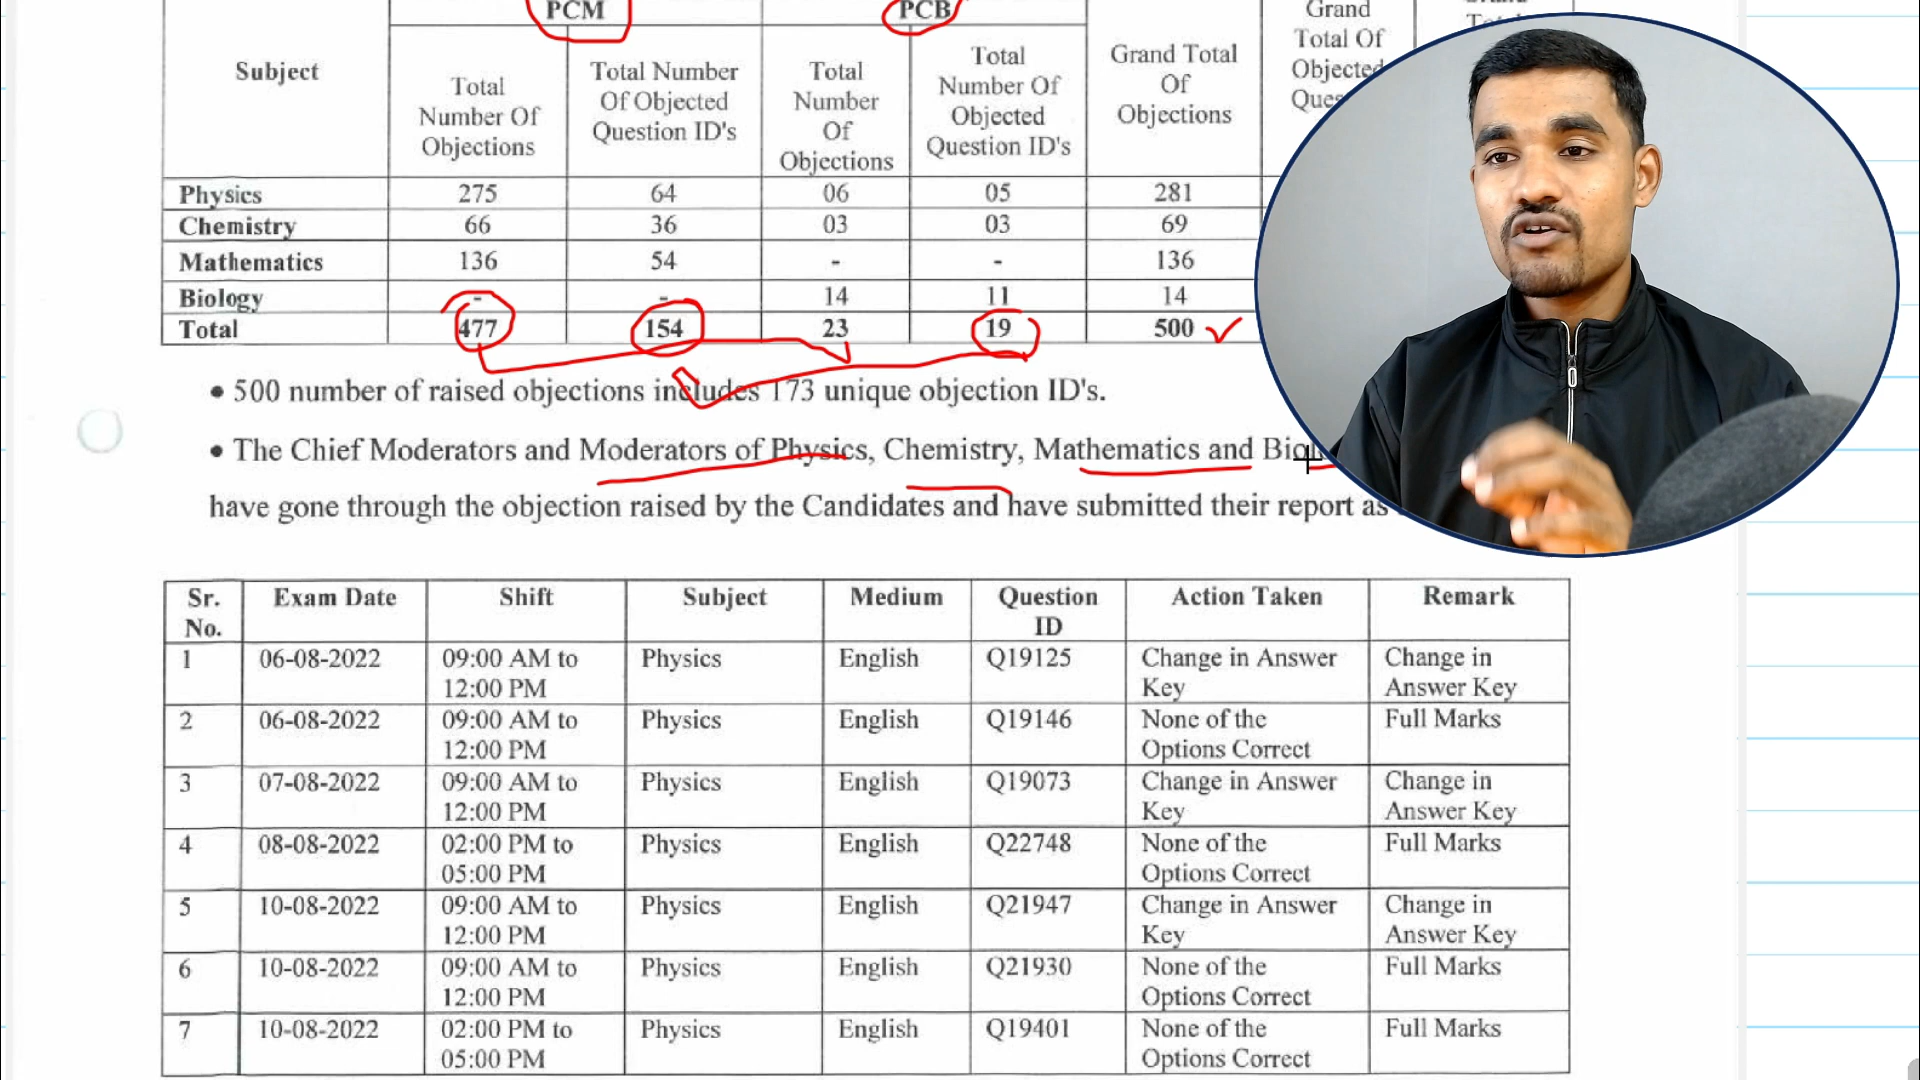 PCM PCB
Subject Total Number Of Objections Total Number Of Objected Question ID's Total Number Of Objections Total Number Of Objected Question ID's Grand Total Of Objections Grand Total Of Objected
Physics 275 64 06 05 281
Chemistry 66 36 03 03 69
Mathematics 136 54 - - 136
Biology - - 14 11 14
Total 477 154 23 19 500
• 500 number of raised objections includes 173 unique objection ID's.
• The Chief Moderators and Moderators of Physics, Chemistry, Mathematics and
have gone through the objection raised by the Candidates and have submitted their report as
Sr. No. Exam Date Shift Subject Medium Question ID Action Taken Remark
1 06-08-2022 09:00 AM to 12:00 PM Physics English Q19125 Change in Answer Key Change in Answer Key
2 06-08-2022 09:00 AM to 12:00 PM Physics English Q19146 None of the Options Correct Full Marks
3 07-08-2022 09:00 AM to 12:00 PM Physics English Q19073 Change in Answer Key Change in Answer Key
4 08-08-2022 02:00 PM to 05:00 PM Physics English Q22748 None of the Options Correct Full Marks
5 10-08-2022 09:00 AM to 12:00 PM Physics English Q21947 Change in Answer Key Change in Answer Key
6 10-08-2022 09:00 AM to 12:00 PM Physics English Q21930 None of the Options Correct Full Marks
7 10-08-2022 02:00 PM to 05:00 PM Physics English Q19401 None of the Options Correct Full Marks